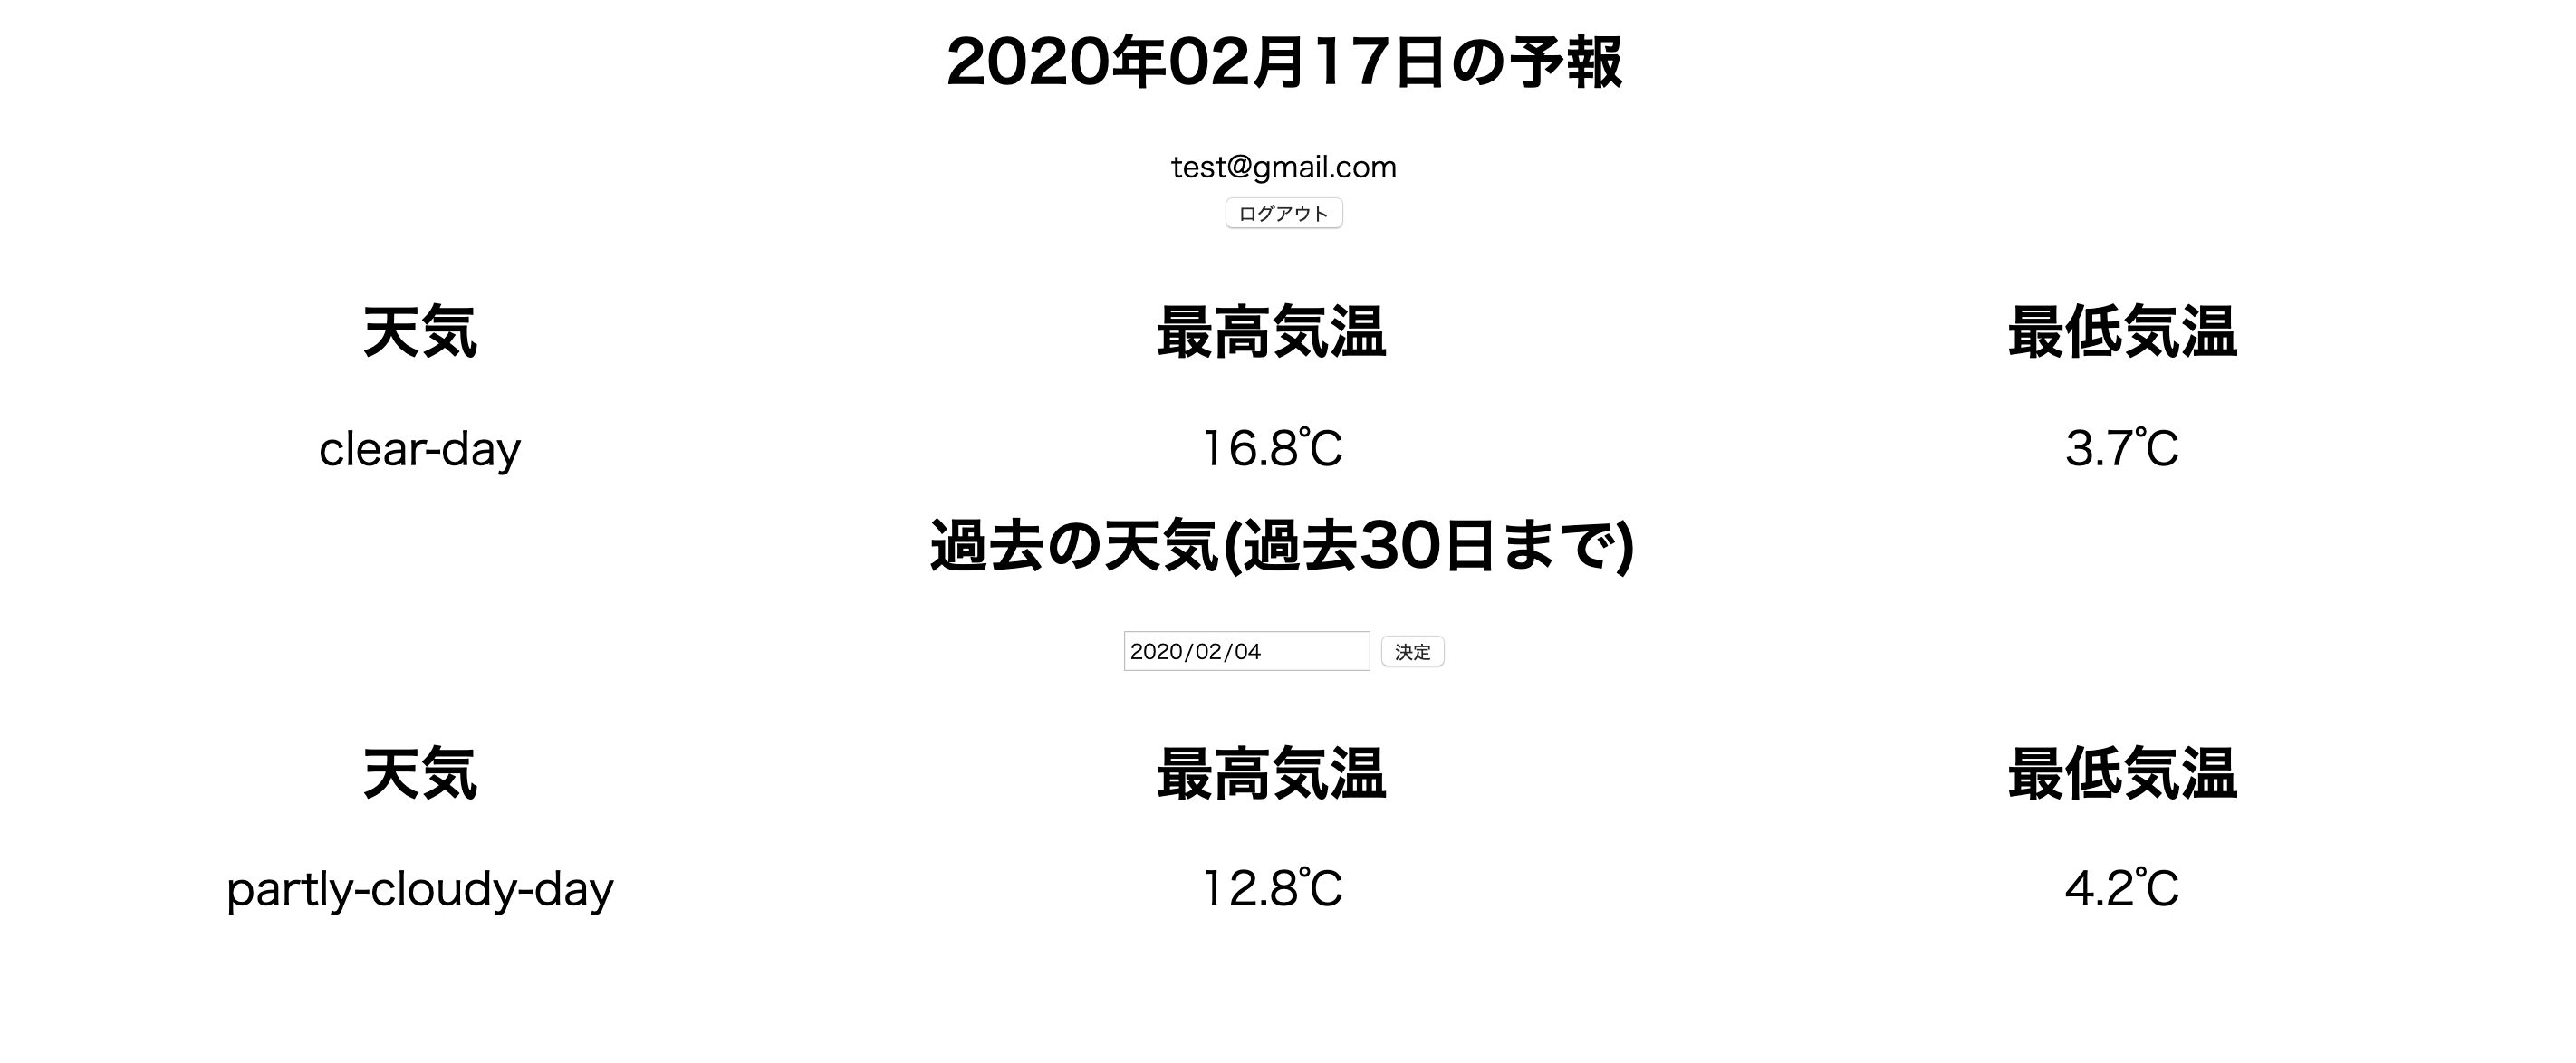 2020年02月17日の予報
test@gmail.com
ログアウト
天気 最高気温 最低気温
clear-day 16.8℃ 3.7℃
過去の天気(過去30日まで)
2020/02/04 決定
天気 最高気温 最低気温
partly-cloudy-day 12.8℃ 4.2℃